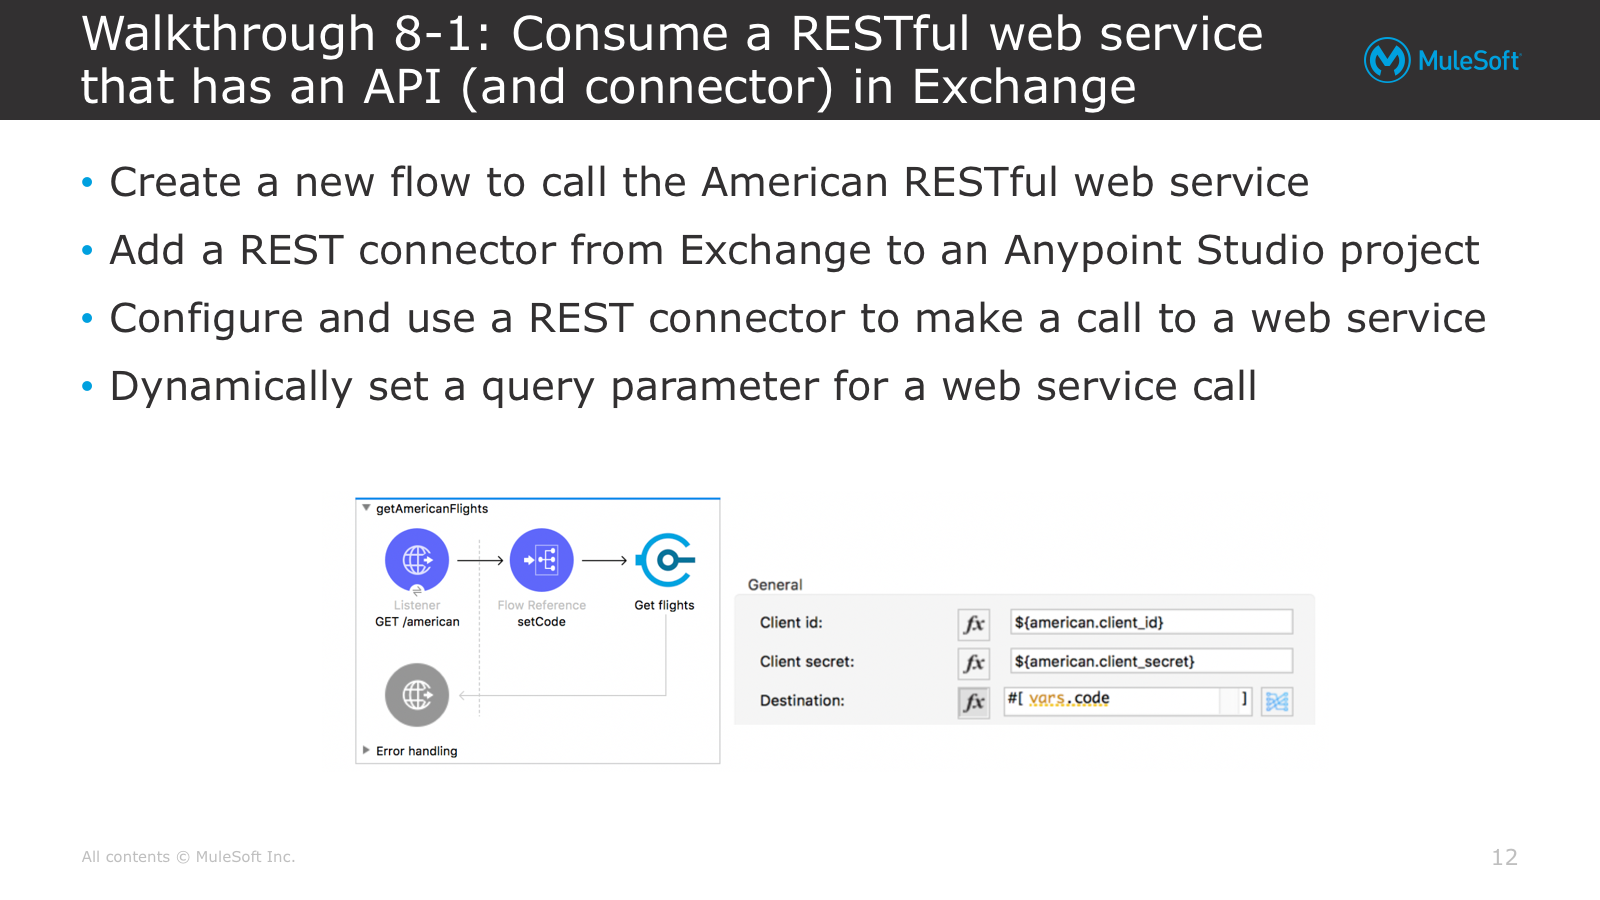 Walkthrough 8-1: Consume a RESTful web service
that has an API (and connector) in Exchange
MuleSoft
• Create a new flow to call the American RESTful web service
• Add a REST connector from Exchange to an Anypoint Studio project
• Configure and use a REST connector to make a call to a web service
• Dynamically set a query parameter for a web service call
getAmericanFlights
Listener
GET /american
Flow Reference
setCode
Get flights
Error handling
General
Client id: fx ${american.client_id}
Client secret: fx ${american.client_secret}
Destination: fx #[ vars.code ]
All contents © MuleSoft Inc.
12